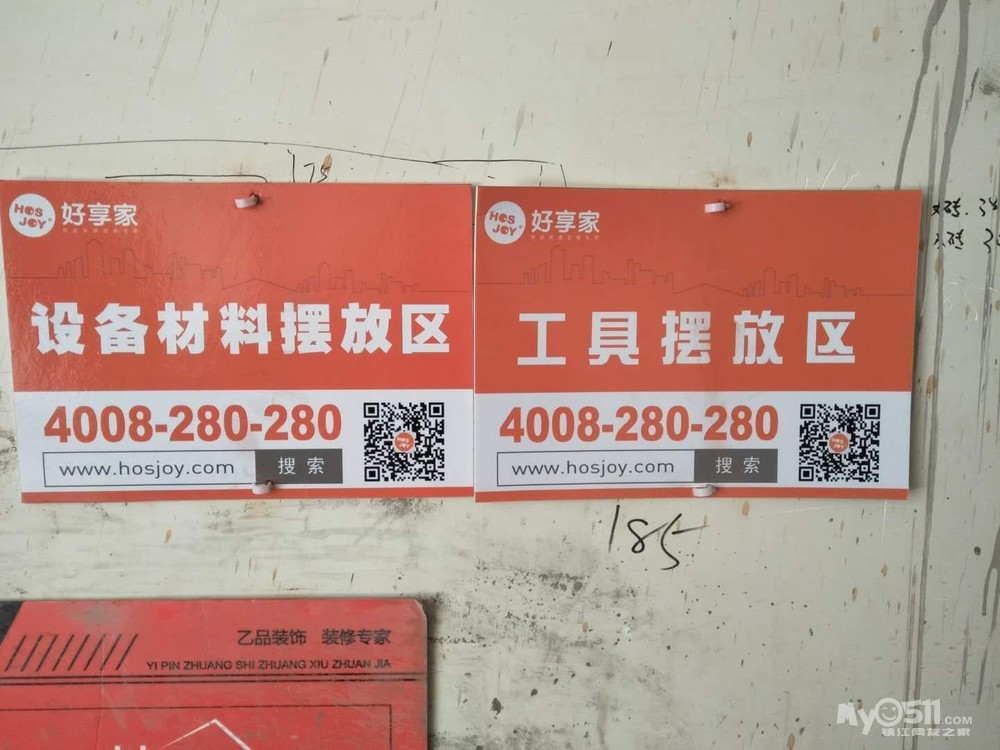 175
HOS JOY 好享家
设备材料摆放区
4008-280-280
www.hosjoy.com 搜索
HOS JOY 好享家
工具摆放区
4008-280-280
www.hosjoy.com 搜索
185
乙品装饰 装修专家
YI PIN ZHUANG SHI ZHUANG XIU ZHUAN JIA
My0511.COM
镇江网友之家